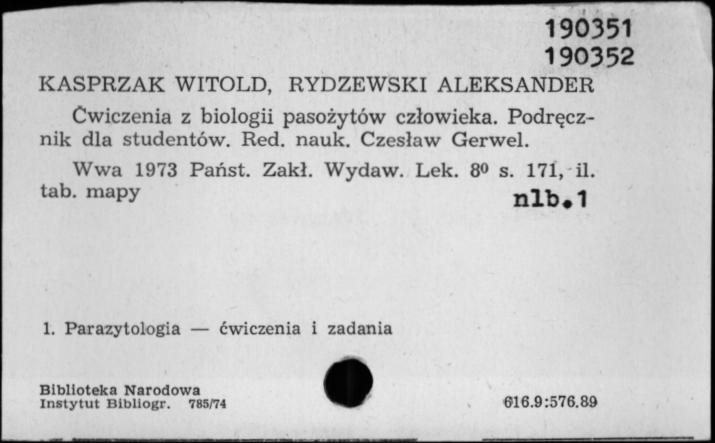 190351
190352
KASPRZAK WITOLD, RYDZEWSKI ALEKSANDER
Ćwiczenia z biologii pasożytów człowieka. Podręcz-
nik dla studentów. Red. nauk. Czesław Gerwel.
Wwa 1973 Państ. Zakł. Wydaw. Lek. 8⁰ s. 171, il.
tab. mapy
nlb.1
1. Parazytologia — ćwiczenia i zadania
Biblioteka Narodowa
Instytut Bibliogr. 785/74
616.9:576.89